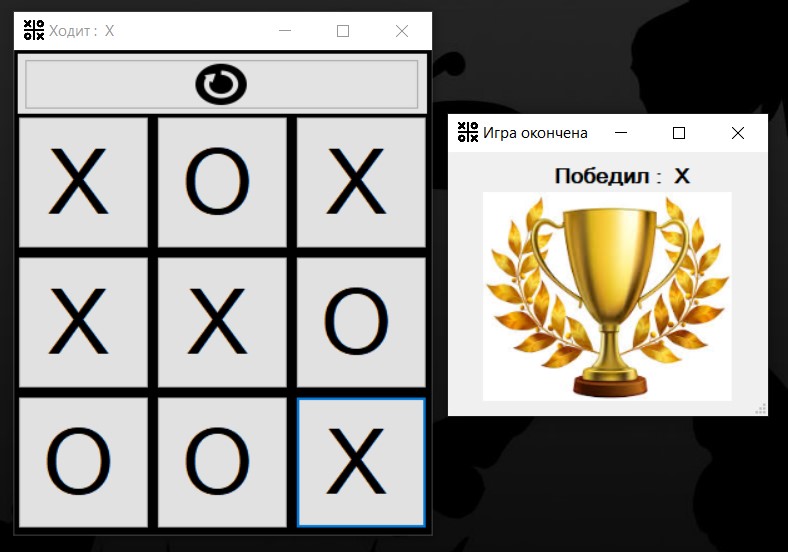 Ходит : X
X O X
X X O
O O X
Игра окончена
Победил : X